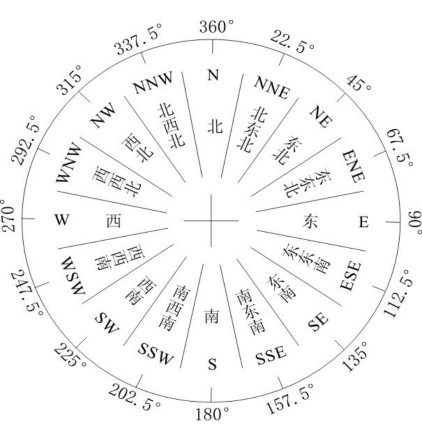 360°
N
北
22.5°
NNE
北东北
45°
NE
东北
67.5°
ENE
东东北
90°
E
东
112.5°
ESE
东东南
135°
SE
东南
157.5°
SSE
南东南
180°
S
南
202.5°
SSW
南西南
225°
SW
西南
247.5°
WSW
西西南
270°
W
西
292.5°
WNW
西西北
315°
NW
西北
337.5°
NNW
北西北